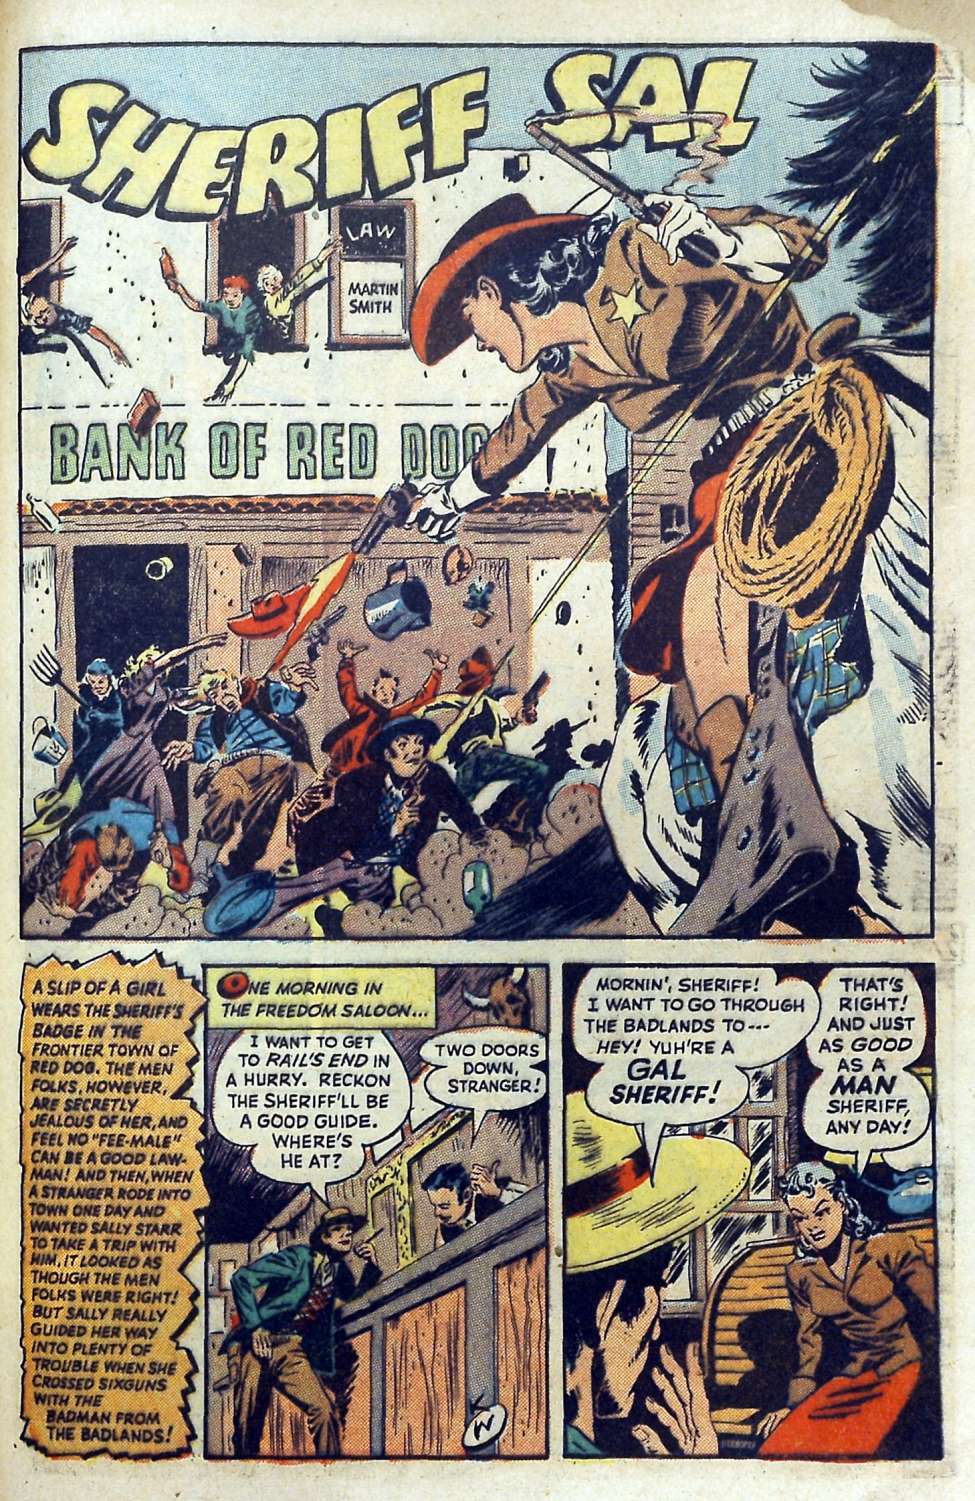 SHERIFF SAL
LAW
MARTIN
SMITH
BANK OF RED DOG
A SLIP OF A GIRL
WEARS THE SHERIFF'S
BADGE IN THE
FRONTIER TOWN OF
RED DOG. THE MEN
FOLKS, HOWEVER,
ARE SECRETLY
JEALOUS OF HER, AND
FEEL NO "FEE-MALE"
CAN BE A GOOD LAW-
MAN! AND THEN, WHEN
A STRANGER RODE INTO
TOWN ONE DAY AND
WANTED SALLY STARR
TO TAKE A TRIP WITH
HIM, IT LOOKED AS
THOUGH THE MEN
FOLKS WERE RIGHT!
BUT SALLY REALLY
GUIDED HER WAY
INTO PLENTY OF
TROUBLE WHEN SHE
CROSSED SIXGUNS
WITH THE
BADMAN FROM
THE BADLANDS!
ONE MORNING IN
THE FREEDOM SALOON...
I WANT TO GET
TO RAIL'S END IN
A HURRY. RECKON
THE SHERIFF'LL BE
A GOOD GUIDE.
WHERE'S
HE AT?
TWO DOORS
DOWN,
STRANGER!
W
MORNIN', SHERIFF!
I WANT TO GO THROUGH
THE BADLANDS TO---
HEY! YUH'RE A
GAL
SHERIFF!
THAT'S
RIGHT!
AND JUST
AS GOOD
AS A
MAN
SHERIFF,
ANY DAY!